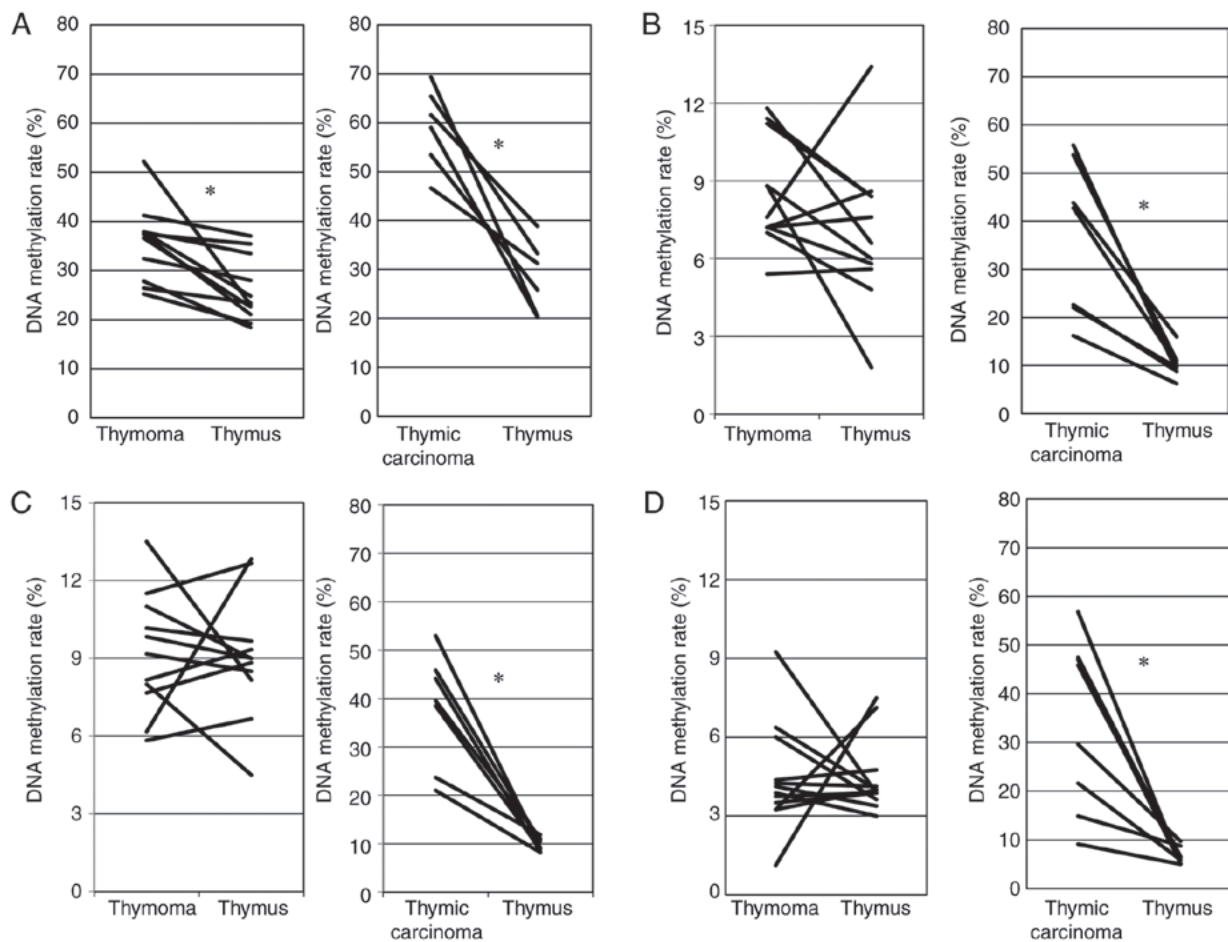 A
DNA methylation rate (%)
80
70
60
50
40
30
20
10
0
*
Thymoma Thymus
DNA methylation rate (%)
80
70
60
50
40
30
20
10
0
*
Thymic
carcinoma
Thymus
B
DNA methylation rate (%)
15
12
9
6
3
0
Thymoma Thymus
DNA methylation rate (%)
80
70
60
50
40
30
20
10
0
*
Thymic
carcinoma
Thymus
C
DNA methylation rate (%)
15
12
9
6
3
0
Thymoma Thymus
DNA methylation rate (%)
80
70
60
50
40
30
20
10
0
*
Thymic
carcinoma
Thymus
D
DNA methylation rate (%)
15
12
9
6
3
0
Thymoma Thymus
DNA methylation rate (%)
80
70
60
50
40
30
20
10
0
*
Thymic
carcinoma
Thymus